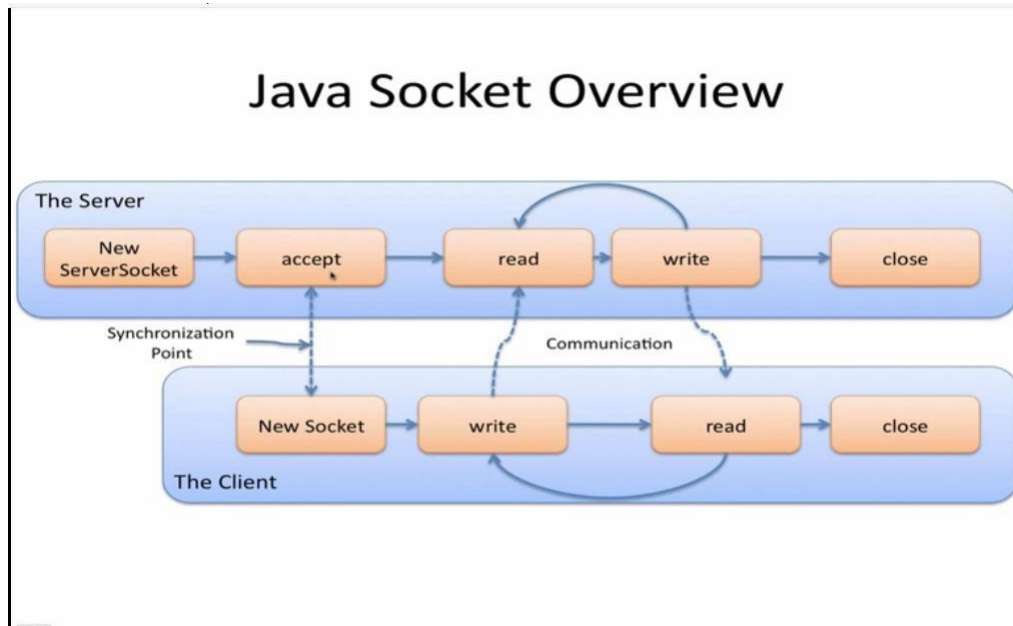 Java Socket Overview
The Server
New
ServerSocket
accept
read
write
close
Synchronization
Point
Communication
New Socket
write
read
close
The Client